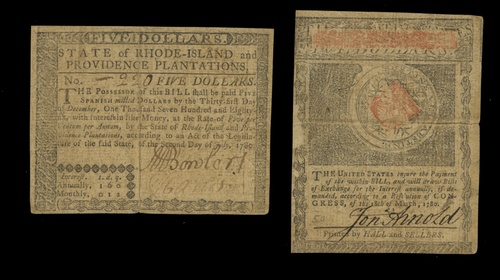 FIVE DOLLARS.
STATE of RHODE-ISLAND and
PROVIDENCE PLANTATIONS,
No. 220 FIVE DOLLARS.
THE POSSESSOR of this BILL shall be paid FIVE
SPANISH milled DOLLARS by the Thirty-first Day
of December, One Thousand Seven Hundred and Eighty-
six, with Interest in like Money, at the Rate of Five per
Centum per Annum, by the State of Rhode-Island and Pro-
vidence Plantations, according to an Act of the Legisla-
ture of the said State, of the Second Day of July, 1780.
Interest.
Annually,
Monthly,
THE UNITED STATES insure the Payment
of the within BILL, and will draw Bills
of Exchange for the Interest annually, if de-
manded, according to a Resolution of CON-
GRESS, of the 18th of March, 1780.
Jon Arnold
Printed by HALL and SELLERS.